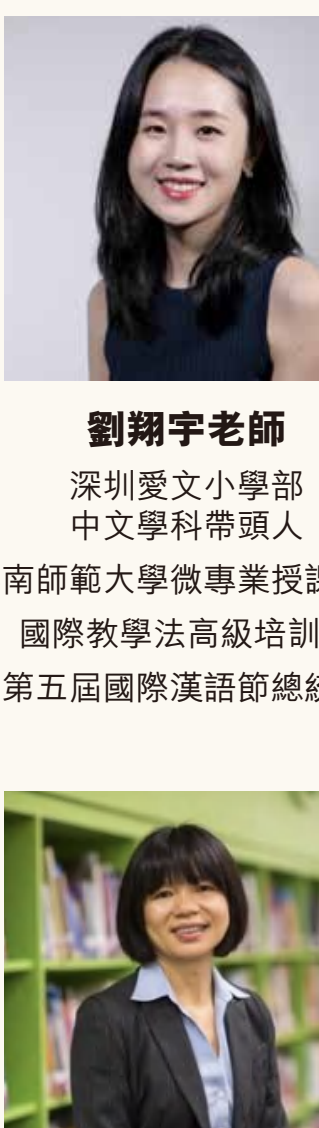 劉翔宇老師
深圳愛文小學部
中文學科帶頭人
南師範大學微專業授課
國際教學法高級培訓
第五屆國際漢語節總統